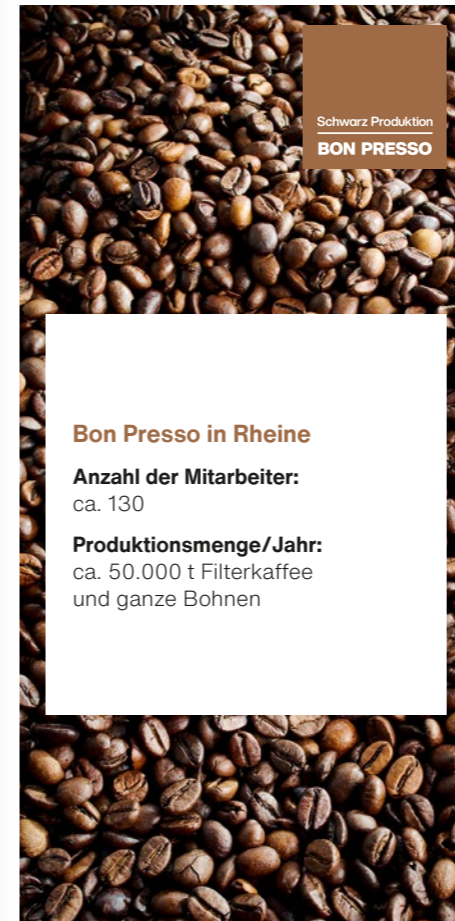 Schwarz Produktion
BON PRESSO
Bon Presso in Rheine
Anzahl der Mitarbeiter:
ca. 130
Produktionsmenge/Jahr:
ca. 50.000 t Filterkaffee
und ganze Bohnen